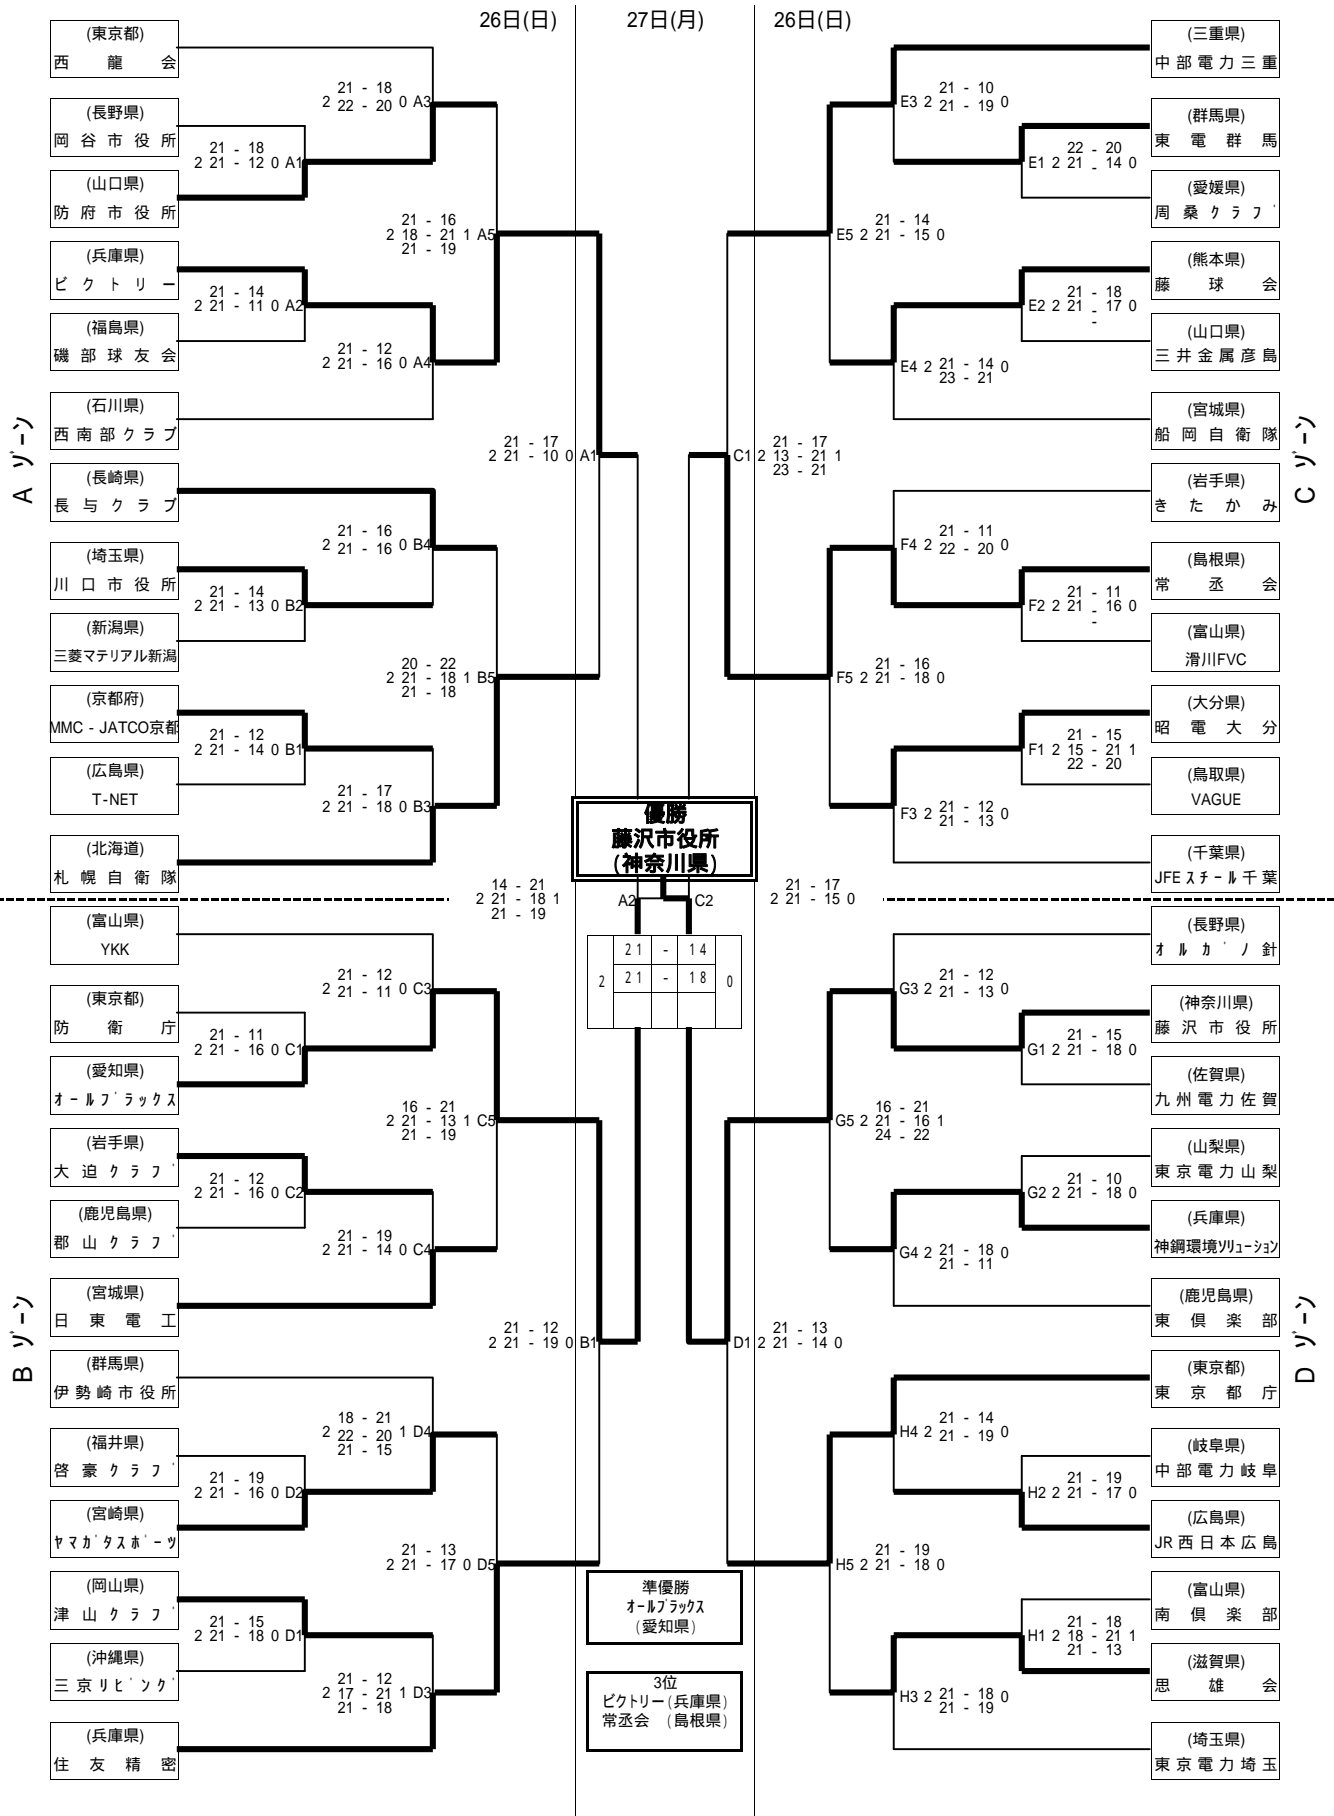 26日(日)
27日(月)
26日(日)
(東京都)
西龍会
(長野県)
岡谷市役所
(山口県)
防府市役所
(兵庫県)
ビクトリー
(福島県)
磯部球友会
(石川県)
西南部クラブ
(長崎県)
長与クラブ
(埼玉県)
川口市役所
(新潟県)
三菱マテリアル新潟
(京都府)
MMC - JATCO京都
(広島県)
T-NET
(北海道)
札幌自衛隊
A ゾーン
21 - 18
2 22 - 20 0 A3
21 - 18
2 21 - 12 0 A1
21 - 16
2 18 - 21 1 A5
21 - 19
21 - 14
2 21 - 11 0 A2
21 - 12
2 21 - 16 0 A4
21 - 17
2 21 - 10 0 A1
21 - 16
2 21 - 16 0 B4
21 - 14
2 21 - 13 0 B2
20 - 22
2 21 - 18 1 B5
21 - 18
21 - 12
2 21 - 14 0 B1
21 - 17
2 21 - 18 0 B3
14 - 21
2 21 - 18 1
21 - 19
A2
(富山県)
YKK
(東京都)
防衛庁
(愛知県)
オールブラックス
(岩手県)
大迫クラブ
(鹿児島県)
郡山クラブ
(宮城県)
日東電工
(群馬県)
伊勢崎市役所
(福井県)
啓豪クラブ
(宮崎県)
ヤマガタスポーツ
(岡山県)
津山クラブ
(沖縄県)
三京リビング
(兵庫県)
住友精密
B ゾーン
21 - 12
2 21 - 11 0 C3
21 - 11
2 21 - 16 0 C1
16 - 21
2 21 - 13 1 C5
21 - 19
21 - 12
2 21 - 16 0 C2
21 - 19
2 21 - 14 0 C4
21 - 12
2 21 - 19 0 B1
18 - 21
2 22 - 20 1 D4
21 - 15
21 - 19
2 21 - 16 0 D2
21 - 13
2 21 - 17 0 D5
21 - 15
2 21 - 18 0 D1
21 - 12
2 17 - 21 1 D3
21 - 18
優勝
藤沢市役所
(神奈川県)
C2
21 - 14
2 21 - 18 0
準優勝
オールブラックス
(愛知県)
3位
ビクトリー(兵庫県)
常丞会 (島根県)
(三重県)
中部電力三重
(群馬県)
東電群馬
(愛媛県)
周桑クラブ
(熊本県)
藤球会
(山口県)
三井金属彦島
(宮城県)
船岡自衛隊
(岩手県)
きたかみ
(島根県)
常丞会
(富山県)
滑川FVC
(大分県)
昭電大分
(鳥取県)
VAGUE
(千葉県)
JFEスチール千葉
C ゾーン
21 - 10
E3 2 21 - 19 0
22 - 20
E1 2 21 - 14 0
21 - 14
E5 2 21 - 15 0
21 - 18
E2 2 21 - 17 0
-
21 - 14
E4 2 23 - 21 0
21 - 17
C1 2 13 - 21 1
23 - 21
21 - 11
F4 2 22 - 20 0
21 - 11
F2 2 21 - 16 0
-
21 - 16
F5 2 21 - 18 0
21 - 15
F1 2 15 - 21 1
22 - 20
21 - 12
F3 2 21 - 13 0
21 - 17
2 21 - 15 0
(長野県)
オルガノ針
(神奈川県)
藤沢市役所
(佐賀県)
九州電力佐賀
(山梨県)
東京電力山梨
(兵庫県)
神鋼環境ソリューション
(鹿児島県)
東倶楽部
(東京都)
東京都庁
(岐阜県)
中部電力岐阜
(広島県)
JR西日本広島
(富山県)
南倶楽部
(滋賀県)
思雄会
(埼玉県)
東京電力埼玉
D ゾーン
21 - 12
G3 2 21 - 13 0
21 - 15
G1 2 21 - 18 0
16 - 21
G5 2 21 - 16 1
24 - 22
21 - 10
G2 2 21 - 18 0
21 - 18
G4 2 21 - 11 0
21 - 13
D1 2 21 - 14 0
21 - 14
H4 2 21 - 19 0
21 - 19
H2 2 21 - 17 0
21 - 19
H5 2 21 - 18 0
21 - 18
H1 2 18 - 21 1
21 - 13
21 - 18
H3 2 21 - 19 0